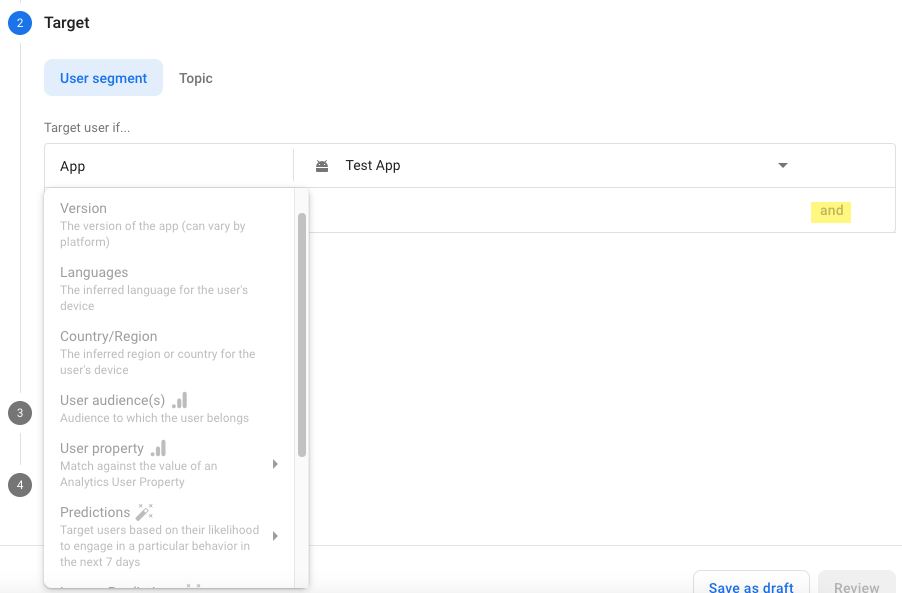 2 Target
User segment Topic
Target user if...
App Test App
and
Version
The version of the app (can vary by
platform)
Languages
The inferred language for the user's
device
Country/Region
The inferred region or country for the
user's device
User audience(s)
Audience to which the user belongs
3
User property
Match against the value of an
Analytics User Property
4
Predictions
Target users based on their likelihood
to engage in a particular behavior in
the next 7 days
Save as draft Review